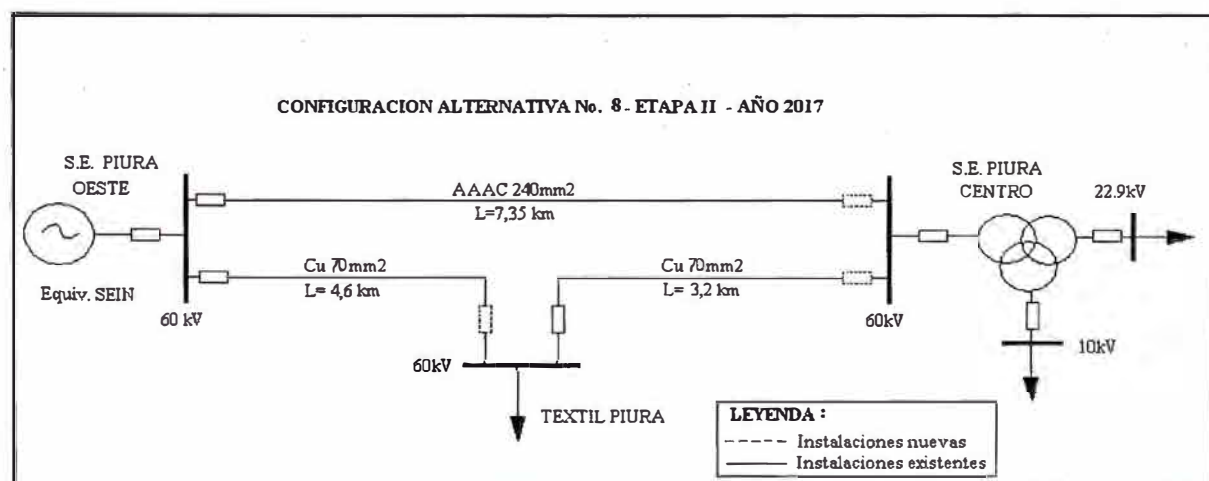 CONFIGURACION ALTERNATIVA No. 8 - ETAPA II - AÑO 2017
S.E. PIURA
OESTE
Equiv. SEIN
60 kV
AAAC 240mm2
L=7,35 km
Cu 70mm2
L= 4,6 km
Cu 70mm2
L= 3,2 km
60kV
TEXTIL PIURA
60kV
S.E. PIURA
CENTRO
22.9kV
10kV
LEYENDA :
Instalaciones nuevas
Instalaciones existentes